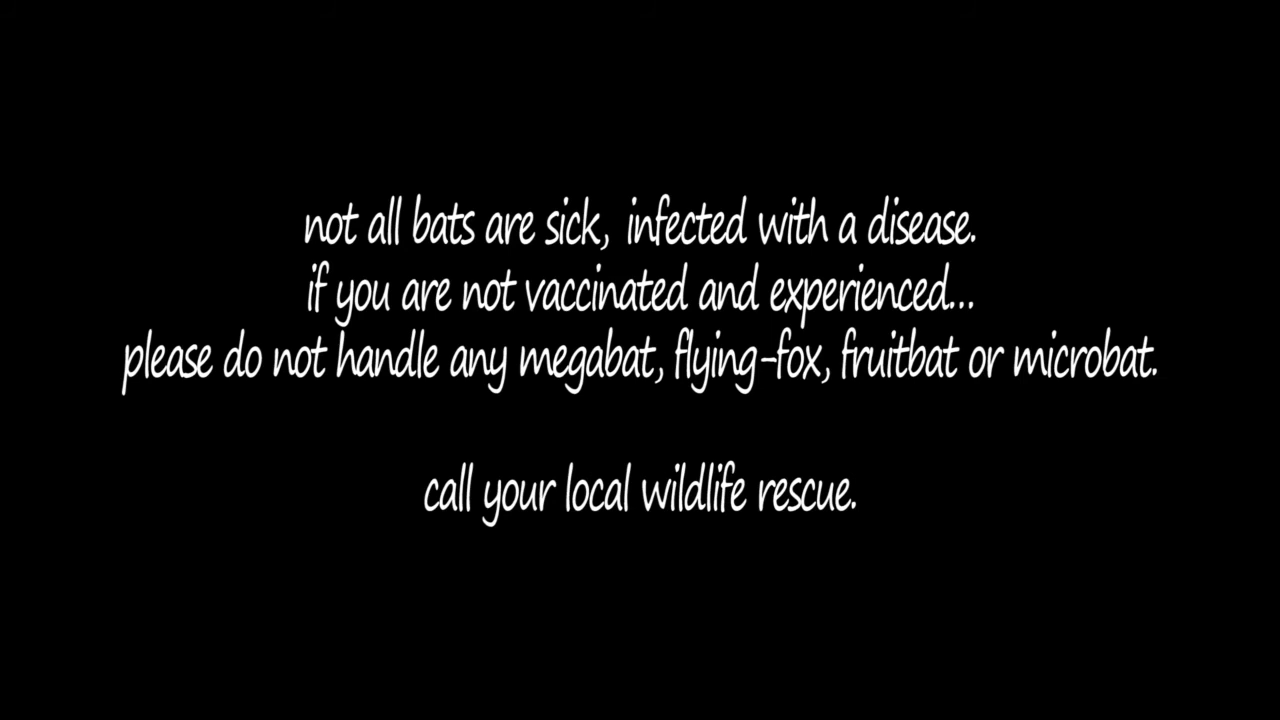 not all bats are sick, infected with a disease.
if you are not vaccinated and experienced...
please do not handle any megabat, flying-fox, fruitbat or microbat.
call your local wildlife rescue.